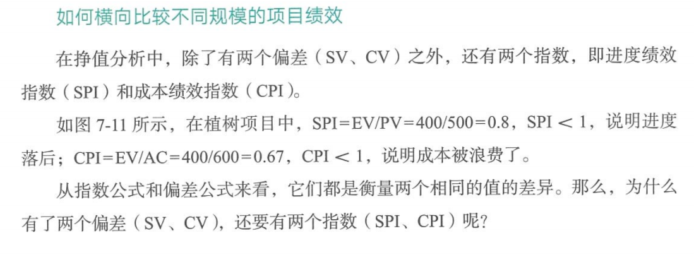 如何横向比较不同规模的项目绩效
在挣值分析中，除了有两个偏差（SV、CV）之外，还有两个指数，即进度绩效
指数（SPI）和成本绩效指数（CPI）。
如图 7-11 所示，在植树项目中，SPI=EV/PV=400/500=0.8，SPI＜1，说明进度
落后；CPI=EV/AC=400/600=0.67，CPI＜1，说明成本被浪费了。
从指数公式和偏差公式来看，它们都是衡量两个相同的值的差异。那么，为什么
有了两个偏差（SV、CV），还要有两个指数（SPI、CPI）呢？